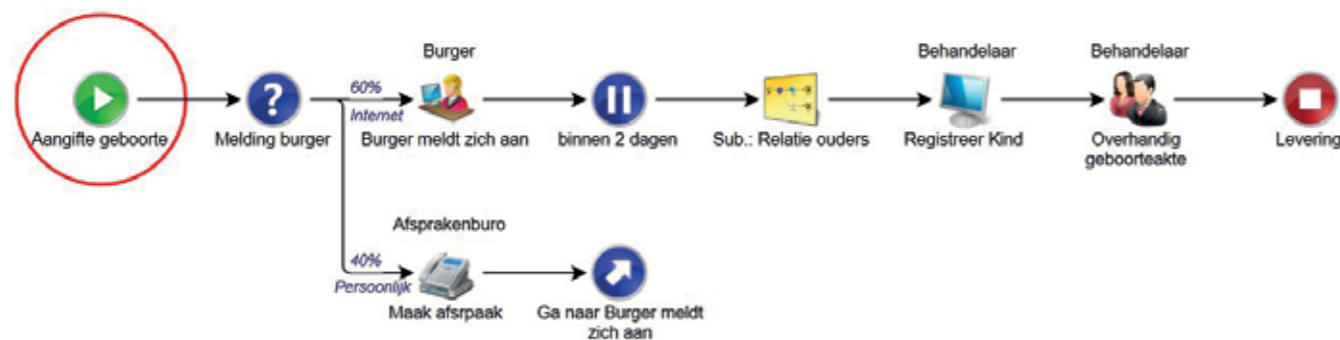 Burger
Behandelaar
Behandelaar
60%
Internet
Aangifte geboorte
Melding burger
Burger meldt zich aan
binnen 2 dagen
Sub.: Relatie ouders
Registreer Kind
Overhandig
geboorteakte
Levering
Afsprakenburo
40%
Persoonlijk
Maak afsrpaak
Ga naar Burger meldt
zich aan